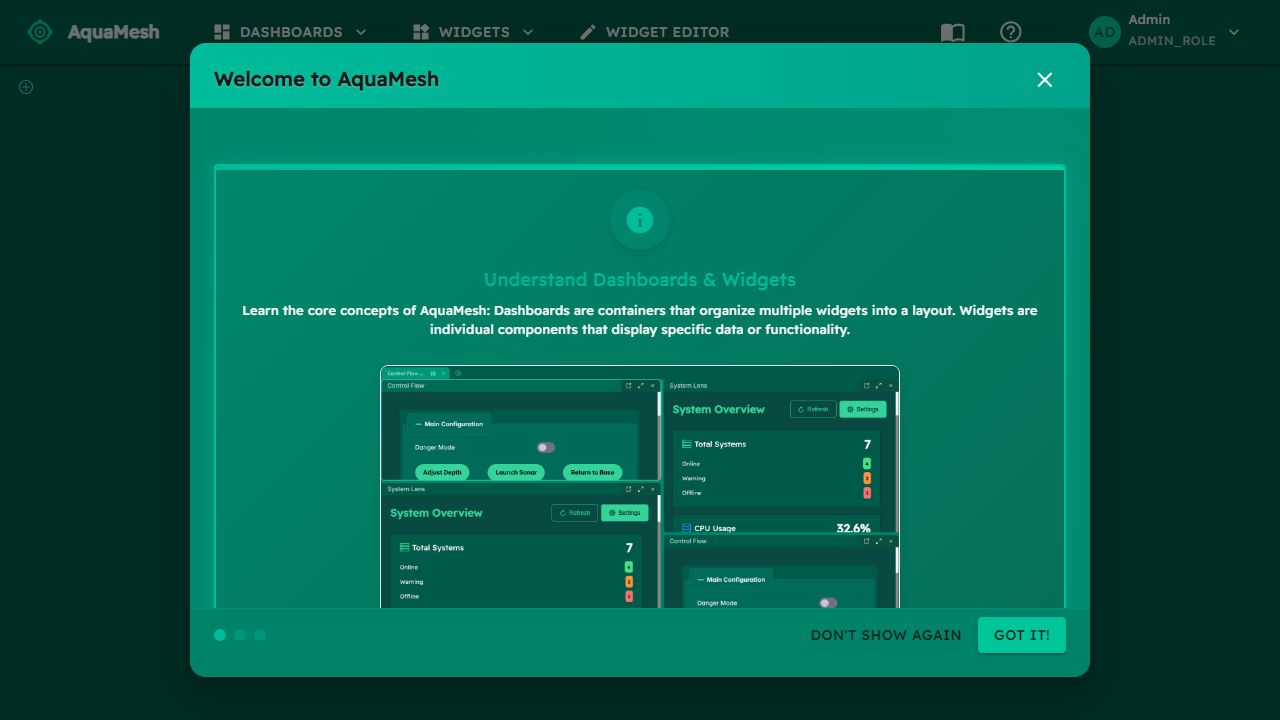 AquaMesh
DASHBOARDS
WIDGETS
WIDGET EDITOR
AD
Admin
ADMIN_ROLE
Welcome to AquaMesh
Understand Dashboards & Widgets
Learn the core concepts of AquaMesh: Dashboards are containers that organize multiple widgets into a layout. Widgets are
individual components that display specific data or functionality.
Control Flow ...
Control Flow
Main Configuration
Danger Mode
Adjust Depth
Launch Sonar
Return to Base
System Lens
System Overview
Refresh
Settings
Total Systems
7
Online
Warning
Offline
CPU Usage
32.6%
System Lens
System Overview
Refresh
Settings
Total Systems
7
Online
Warning
Offline
Control Flow
Main Configuration
Danger Mode
DON'T SHOW AGAIN
GOT IT!